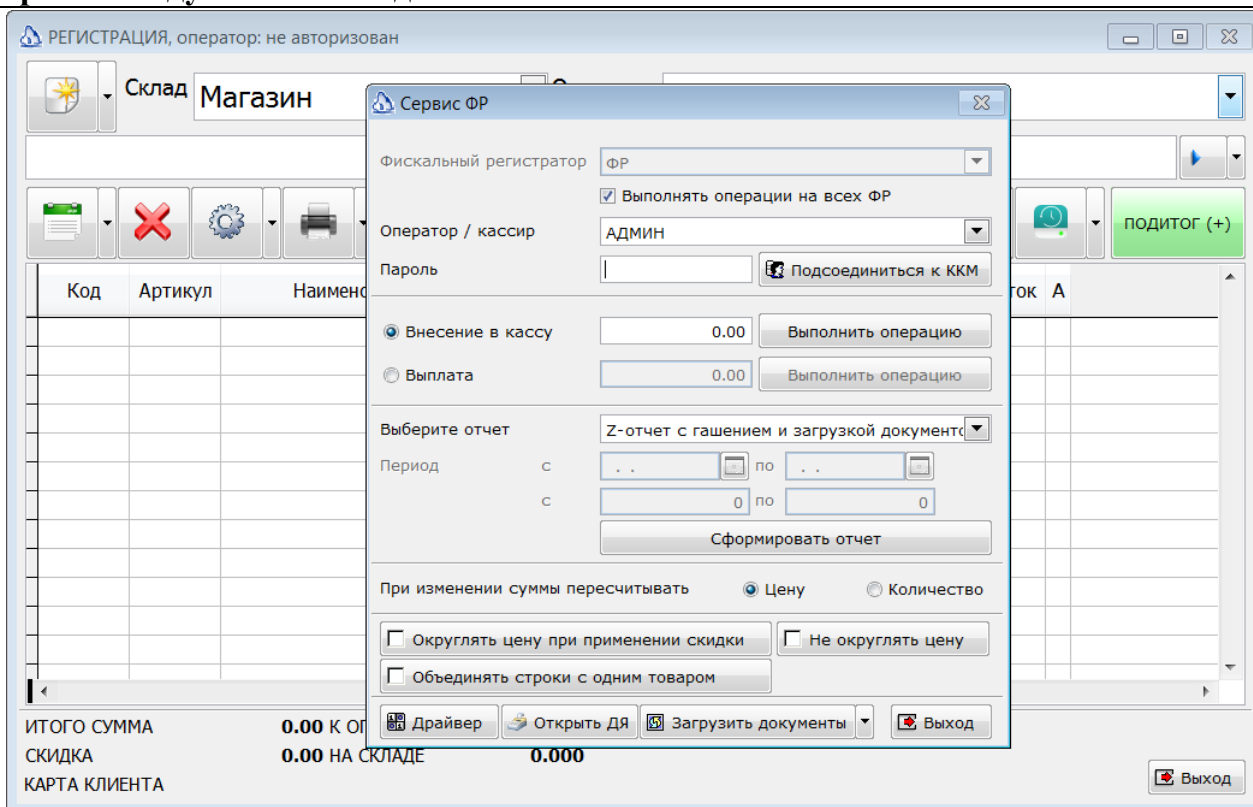 РЕГИСТРАЦИЯ, оператор: не авторизован
Склад Магазин
Сервис ФР
Фискальный регистратор ФР
Выполнять операции на всех ФР
Оператор / кассир АДМИН
Пароль Подсоединиться к ККМ
ПОДИТОГ (+)
Код Артикул Наименс ток А
Внесение в кассу 0.00 Выполнить операцию
Выплата 0.00 Выполнить операцию
Выберите отчет Z-отчет с гашением и загрузкой документс
Период с . . по . .
с 0 по 0
Сформировать отчет
При изменении суммы пересчитывать Цену Количество
Округлять цену при применении скидки Не округлять цену
Объединять строки с одним товаром
Драйвер Открыть ДЯ Загрузить документы Выход
ИТОГО СУММА 0.00 К ОГ
СКИДКА 0.00 НА СКЛАДЕ 0.000
КАРТА КЛИЕНТА Выход